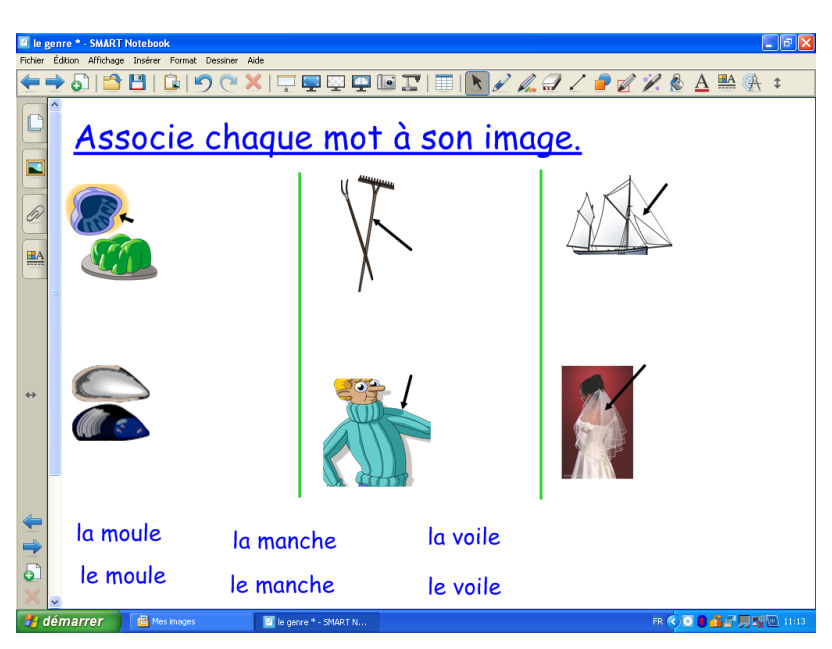 le genre * - SMART Notebook
Fichier Édition Affichage Insérer Format Dessiner Aide
Associe chaque mot à son image.
la moule
la manche
la voile
le moule
le manche
le voile
démarrer
Mes images
le genre * - SMART N...
FR
11:13